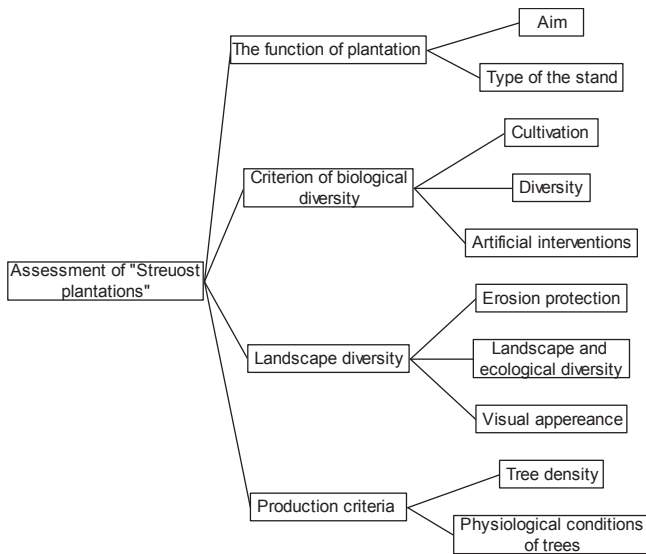 Aim
The function of plantation
Type of the stand
Cultivation
Criterion of biological
diversity
Diversity
Artificial interventions
Assessment of "Streuost
plantations"
Erosion protection
Landscape diversity
Landscape and
ecological diversity
Visual appereance
Tree density
Production criteria
Physiological conditions
of trees